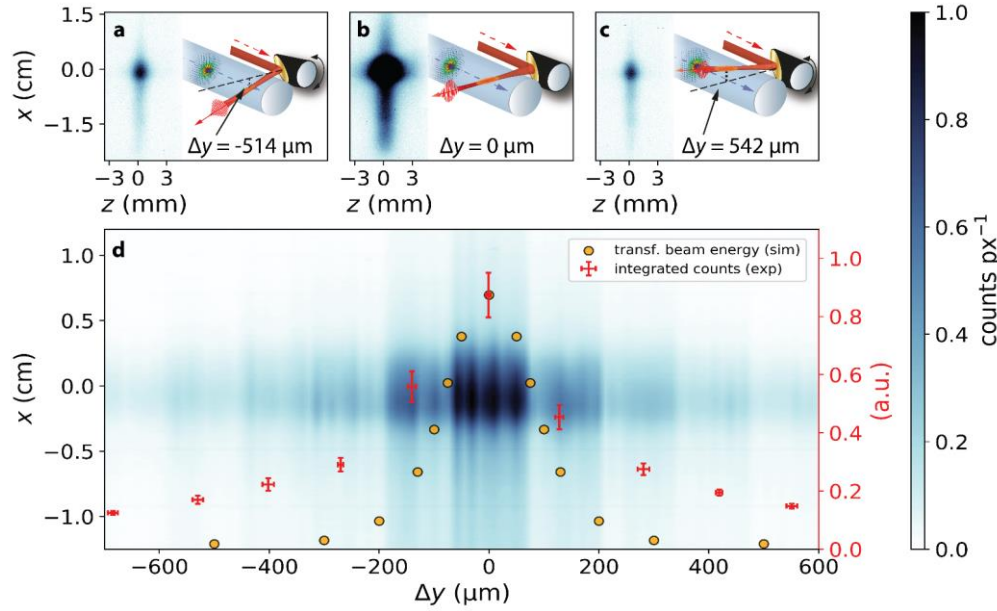 1.5
0.0
−1.5
x (cm)
a
Δy = -514 μm
−3 0 3
z (mm)
b
Δy = 0 μm
−3 0 3
z (mm)
c
Δy = 542 μm
−3 0 3
z (mm)
d
transf. beam energy (sim)
integrated counts (exp)
1.0
0.5
0.0
−0.5
−1.0
x (cm)
1.0
0.8
0.6
0.4
0.2
0.0
(a.u.)
−600 −400 −200 0 200 400 600
Δy (μm)
1.0
0.8
0.6
0.4
0.2
0.0
counts px⁻¹